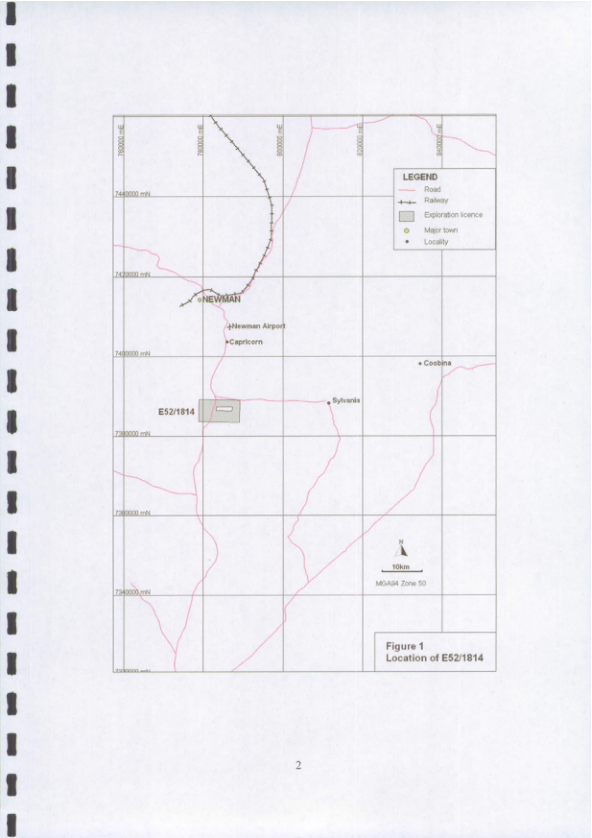 760000 mE
780000 mE
800000 mE
820000 mE
840000 mE
LEGEND
Road
Railway
Exploration licence
Major town
Locality
7440000 mN
7420000 mN
NEWMAN
Newman Airport
Capricorn
7400000 mN
Coobina
Sylvania
E52/1814
7380000 mN
7360000 mN
N
10km
MGA94 Zone 50
7340000 mN
Figure 1
Location of E52/1814
7320000 mN
2